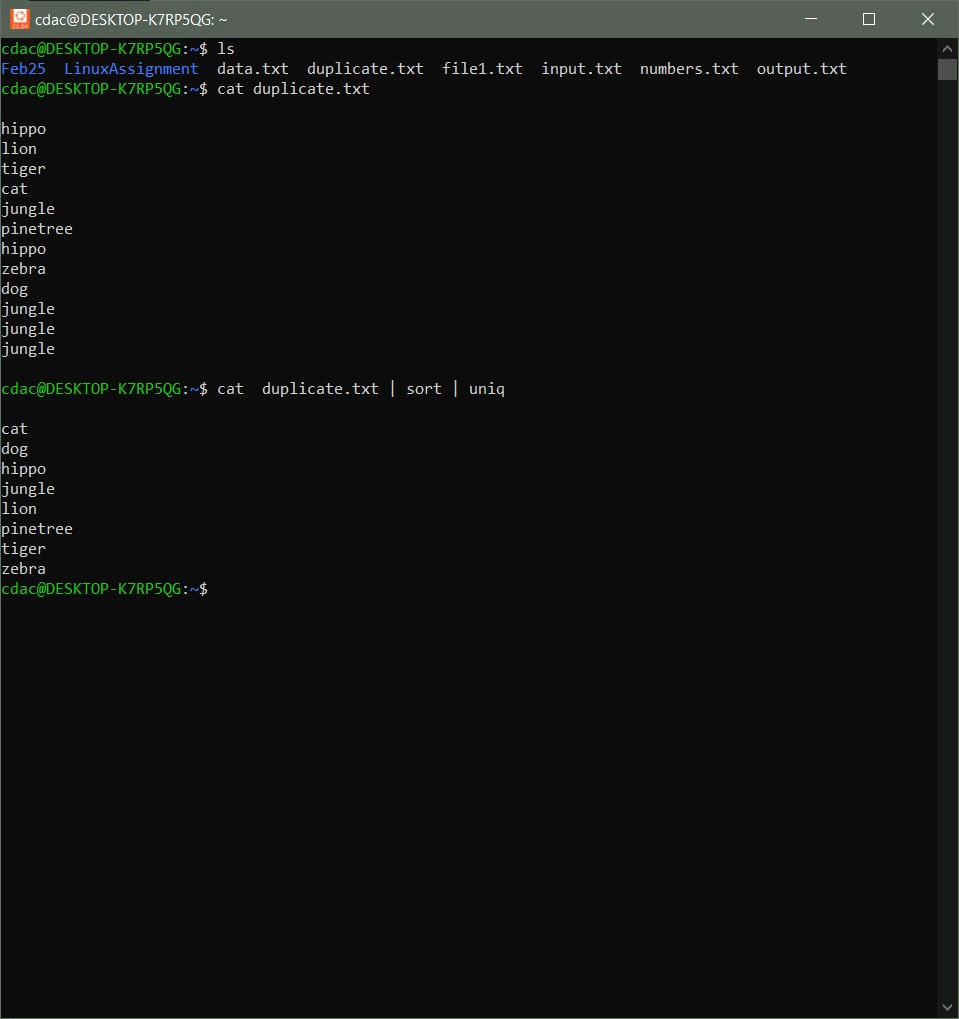 cdac@DESKTOP-K7RP5QG: ~
cdac@DESKTOP-K7RP5QG:~$ ls
Feb25  LinuxAssignment  data.txt  duplicate.txt  file1.txt  input.txt  numbers.txt  output.txt
cdac@DESKTOP-K7RP5QG:~$ cat duplicate.txt

hippo
lion
tiger
cat
jungle
pinetree
hippo
zebra
dog
jungle
jungle
jungle

cdac@DESKTOP-K7RP5QG:~$ cat  duplicate.txt | sort | uniq

cat
dog
hippo
jungle
lion
pinetree
tiger
zebra
cdac@DESKTOP-K7RP5QG:~$